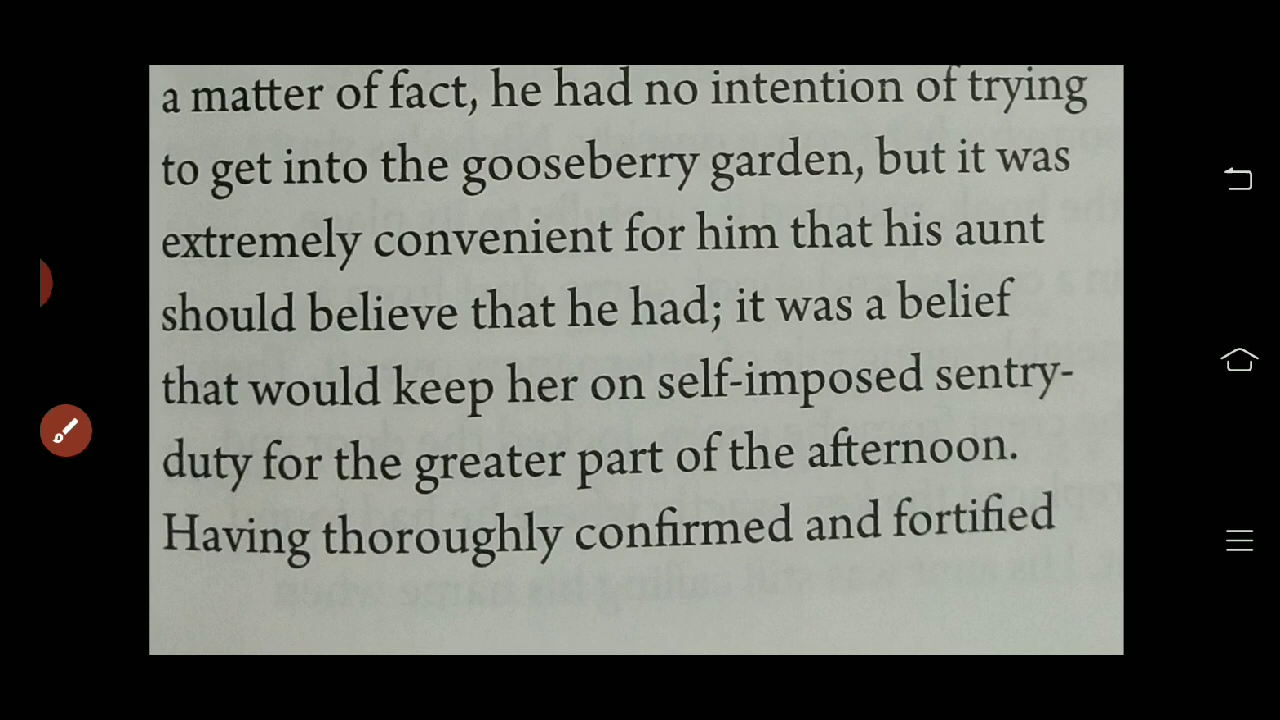 a matter of fact, he had no intention of trying
to get into the gooseberry garden, but it was
extremely convenient for him that his aunt
should believe that he had; it was a belief
that would keep her on self-imposed sentry-
duty for the greater part of the afternoon.
Having thoroughly confirmed and fortified